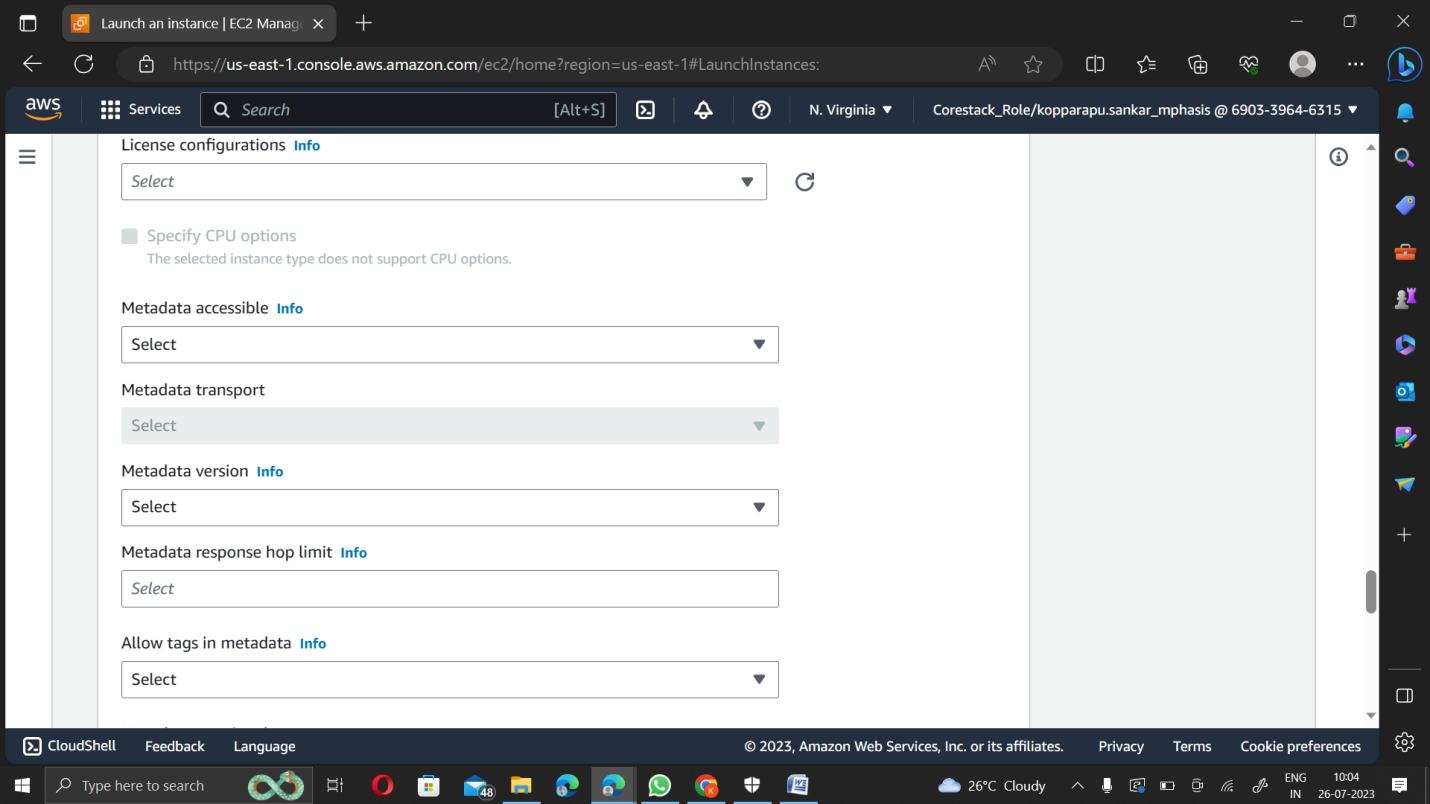 Launch an instance | EC2 Manag
https://us-east-1.console.aws.amazon.com/ec2/home?region=us-east-1#LaunchInstances:
aws
Services
Search
[Alt+S]
N. Virginia
Corestack_Role/kopparapu.sankar_mphasis @ 6903-3964-6315
License configurations Info
Select
Specify CPU options
The selected instance type does not support CPU options.
Metadata accessible Info
Select
Metadata transport
Select
Metadata version Info
Select
Metadata response hop limit Info
Select
Allow tags in metadata Info
Select
CloudShell Feedback Language © 2023, Amazon Web Services, Inc. or its affiliates. Privacy Terms Cookie preferences
Type here to search
48
26°C Cloudy
ENG
IN
10:04
26-07-2023